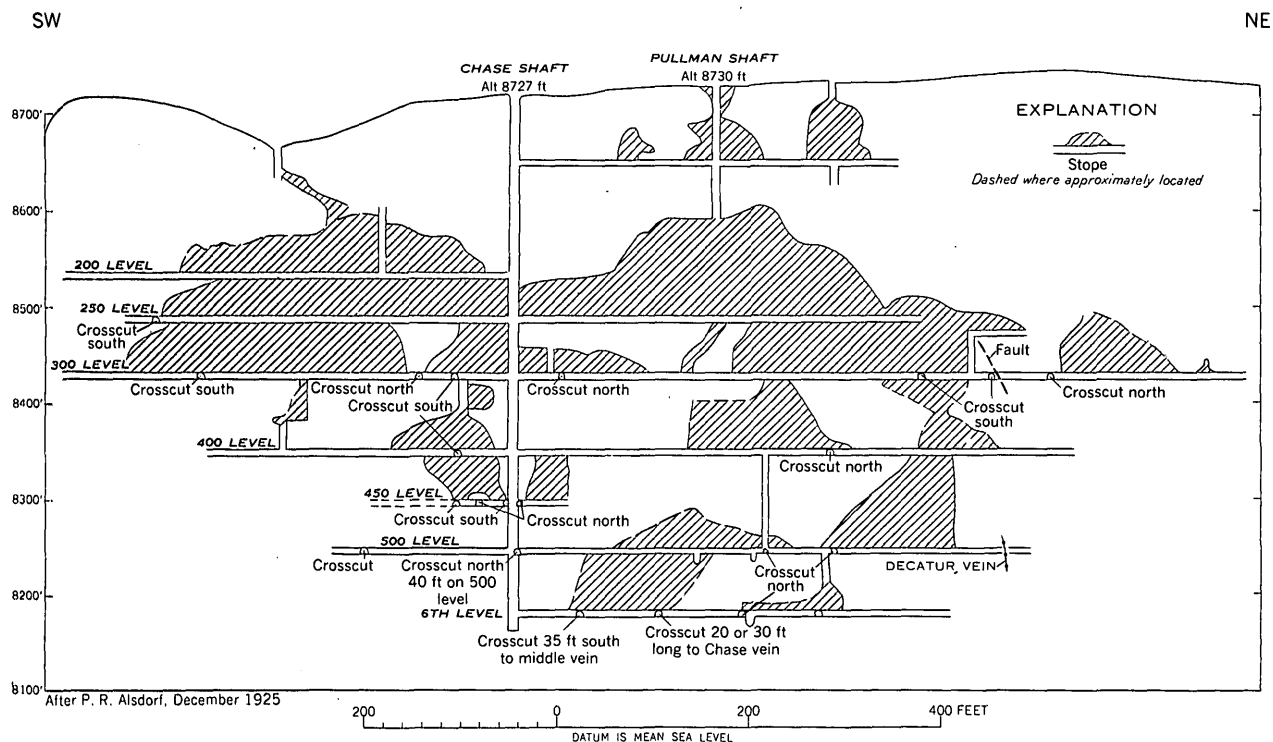 SW
NE
CHASE SHAFT
Alt 8727 ft
PULLMAN SHAFT
Alt 8730 ft
EXPLANATION
Stope
Dashed where approximately located
8700'
8600'
200 LEVEL
8500'
250 LEVEL
Crosscut
south
Fault
300 LEVEL
Crosscut south
Crosscut north
Crosscut south
Crosscut north
Crosscut
south
Crosscut north
8400'
400 LEVEL
Crosscut north
8300'
450 LEVEL
Crosscut south
Crosscut north
500 LEVEL
Crosscut
Crosscut north
40 ft on 500
level
Crosscut
north
DECATUR VEIN
8200'
6TH LEVEL
Crosscut 35 ft south
to middle vein
Crosscut 20 or 30 ft
long to Chase vein
8100'
After P. R. Alsdorf, December 1925
200 0 200 400 FEET
DATUM IS MEAN SEA LEVEL